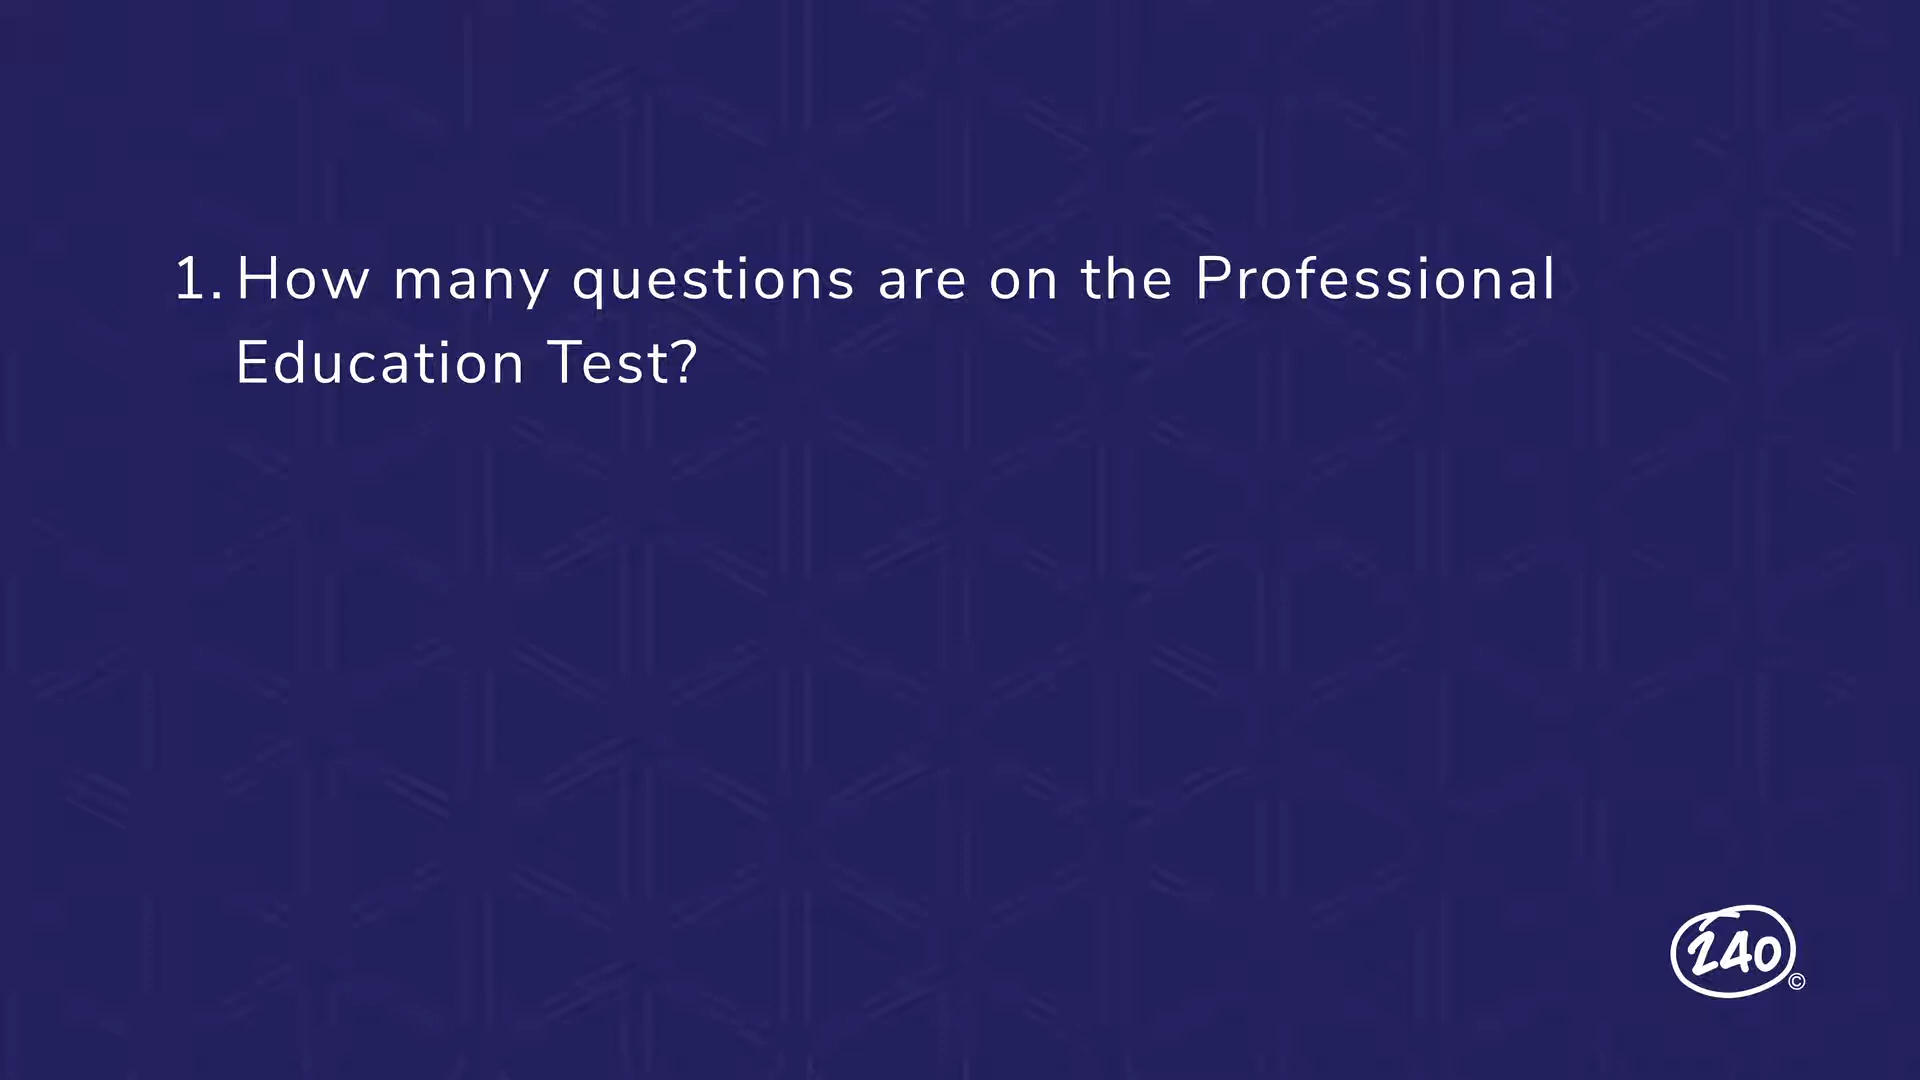 1. How many questions are on the Professional
Education Test?
240
©